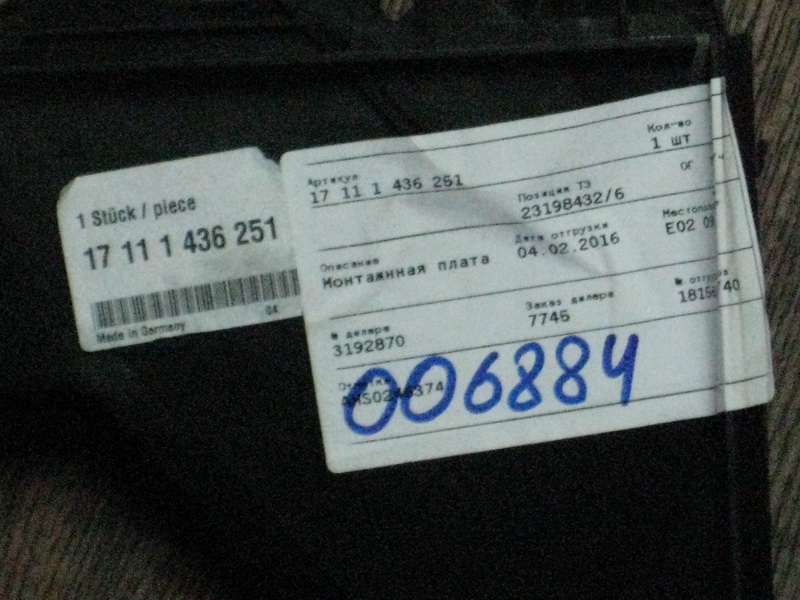 1 Stück / piece
17 11 1 436 251
Made in Germany
04
Кол-во
1 шт
Артикул
17 11 1 436 251
Позиция ТЗ
23198432/6
Описание
Монтажнная плата
Дата отгрузки
04.02.2016
E02
№ дилера
3192870
Заказ дилера
7745
006884